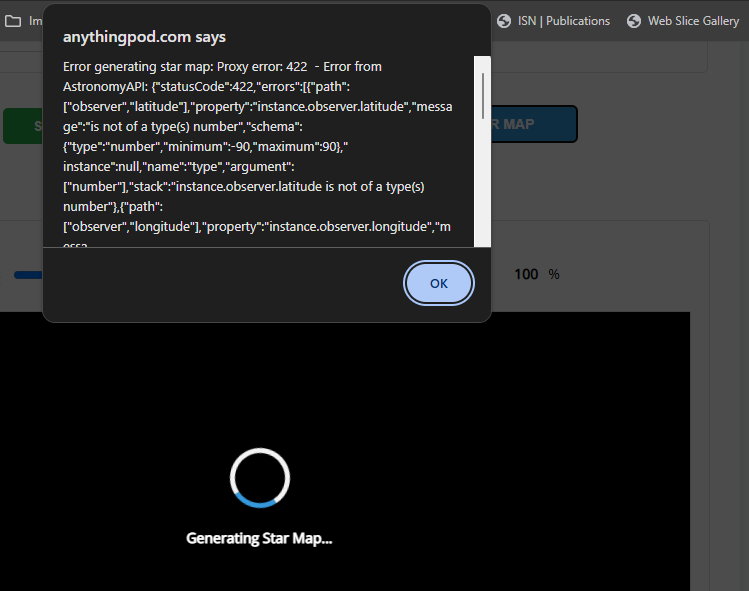 Im
ISN | Publications
Web Slice Gallery
anythingpod.com says
Error generating star map: Proxy error: 422 - Error from
AstronomyAPI: {"statusCode":422,"errors":[{"path":
["observer","latitude"],"property":"instance.observer.latitude","messa
ge":"is not of a type(s) number","schema":
{"type":"number","minimum":-90,"maximum":90},"
instance":null,"name":"type","argument":
["number"],"stack":"instance.observer.latitude is not of a type(s)
number"},{"path":
["observer","longitude"],"property":"instance.observer.longitude","m
essa
S
R MAP
OK
100 %
Generating Star Map...